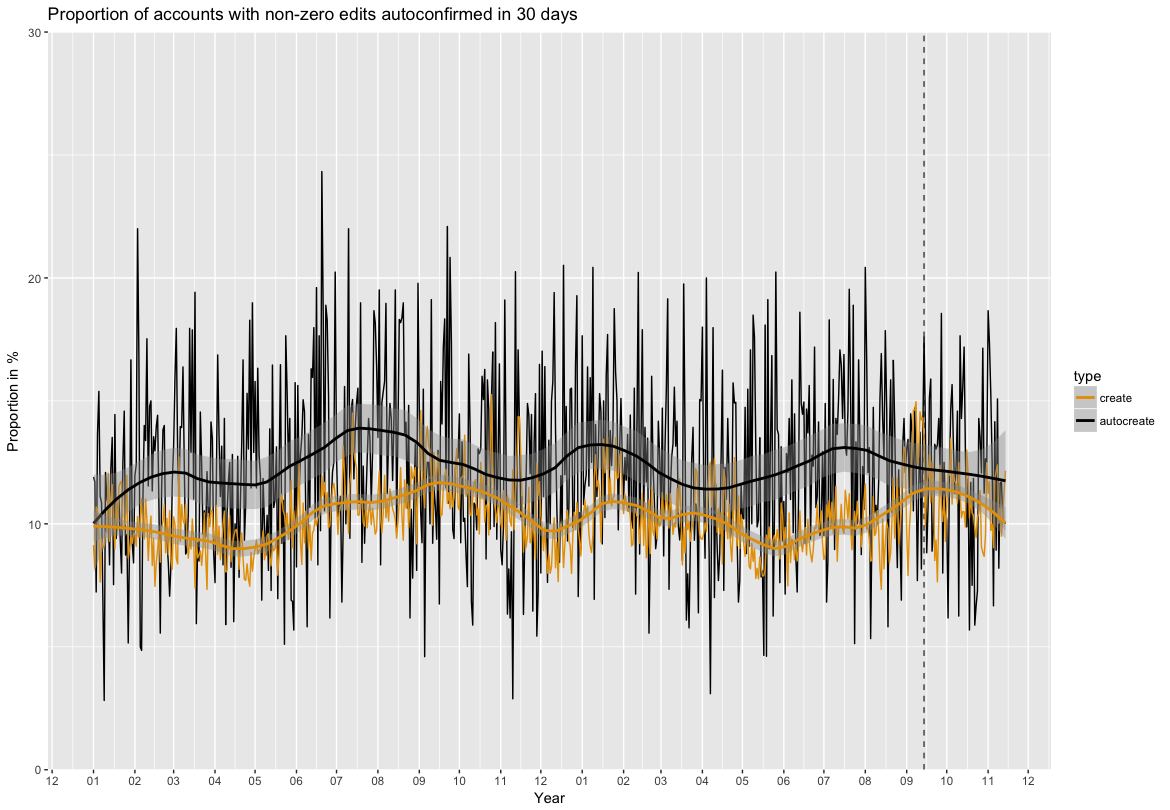 Proportion of accounts with non-zero edits autoconfirmed in 30 days
30
20
10
0
Proportion in %
12 01 02 03 04 05 06 07 08 09 10 11 12 01 02 03 04 05 06 07 08 09 10 11 12
Year
type
create
autocreate